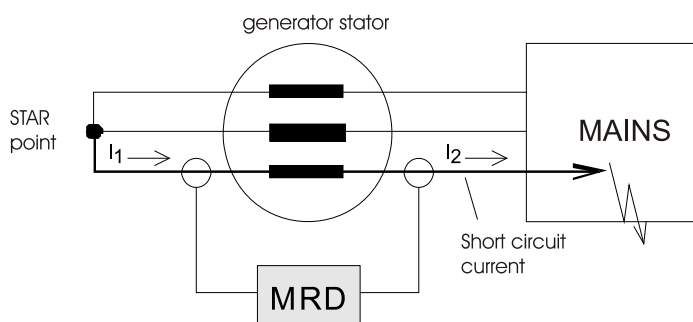 generator stator
STAR
point
I1
I2
MAINS
Short circuit
current
MRD